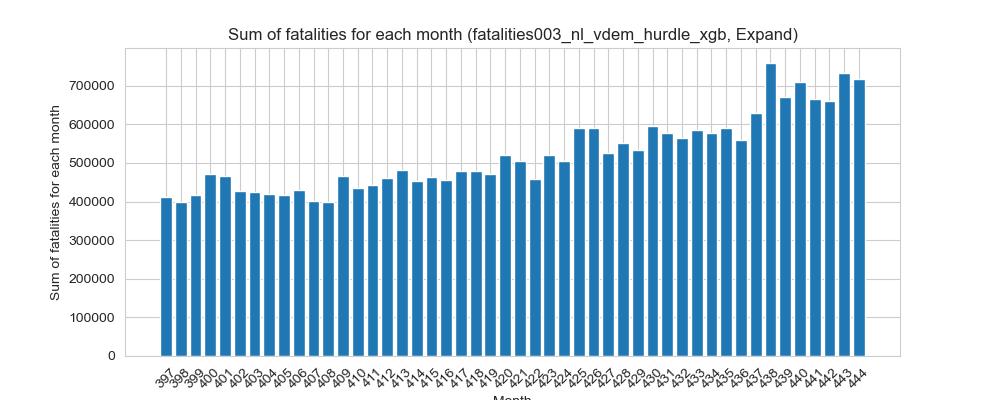 Sum of fatalities for each month (fatalities003_nl_vdem_hurdle_xgb, Expand)
Sum of fatalities for each month
700000
600000
500000
400000
300000
200000
100000
0
397 398 399 400 401 402 403 404 405 406 407 408 409 410 411 412 413 414 415 416 417 418 419 420 421 422 423 424 425 426 427 428 429 430 431 432 433 434 435 436 437 438 439 440 441 442 443 444
Month